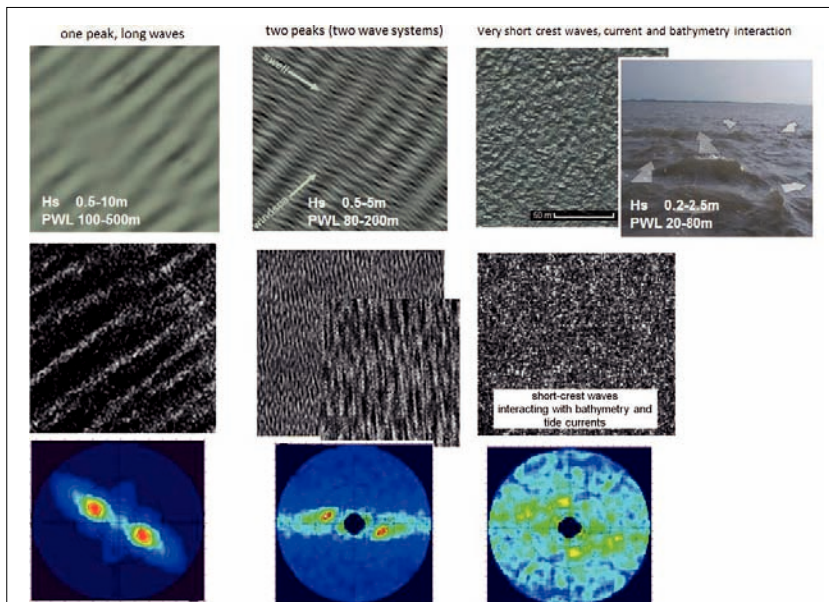 one peak, long waves
two peaks (two wave systems)
Very short crest waves, current and bathymetry interaction
Hs 0.5-10m
PWL 100-500m
swell
windsea
Hs 0.5-5m
PWL 80-200m
50 m
Hs 0.2-2.5m
PWL 20-80m
short-crest waves
interacting with bathymetry and
tide currents